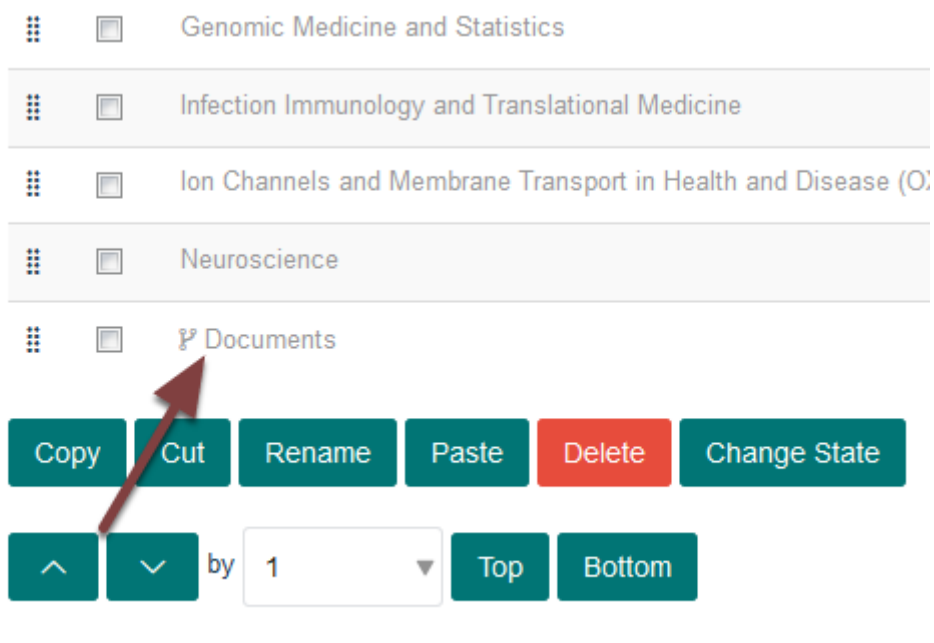 Genomic Medicine and Statistics
Infection Immunology and Translational Medicine
Ion Channels and Membrane Transport in Health and Disease (OX
Neuroscience
Documents
Copy Cut Rename Paste Delete Change State
by 1 Top Bottom